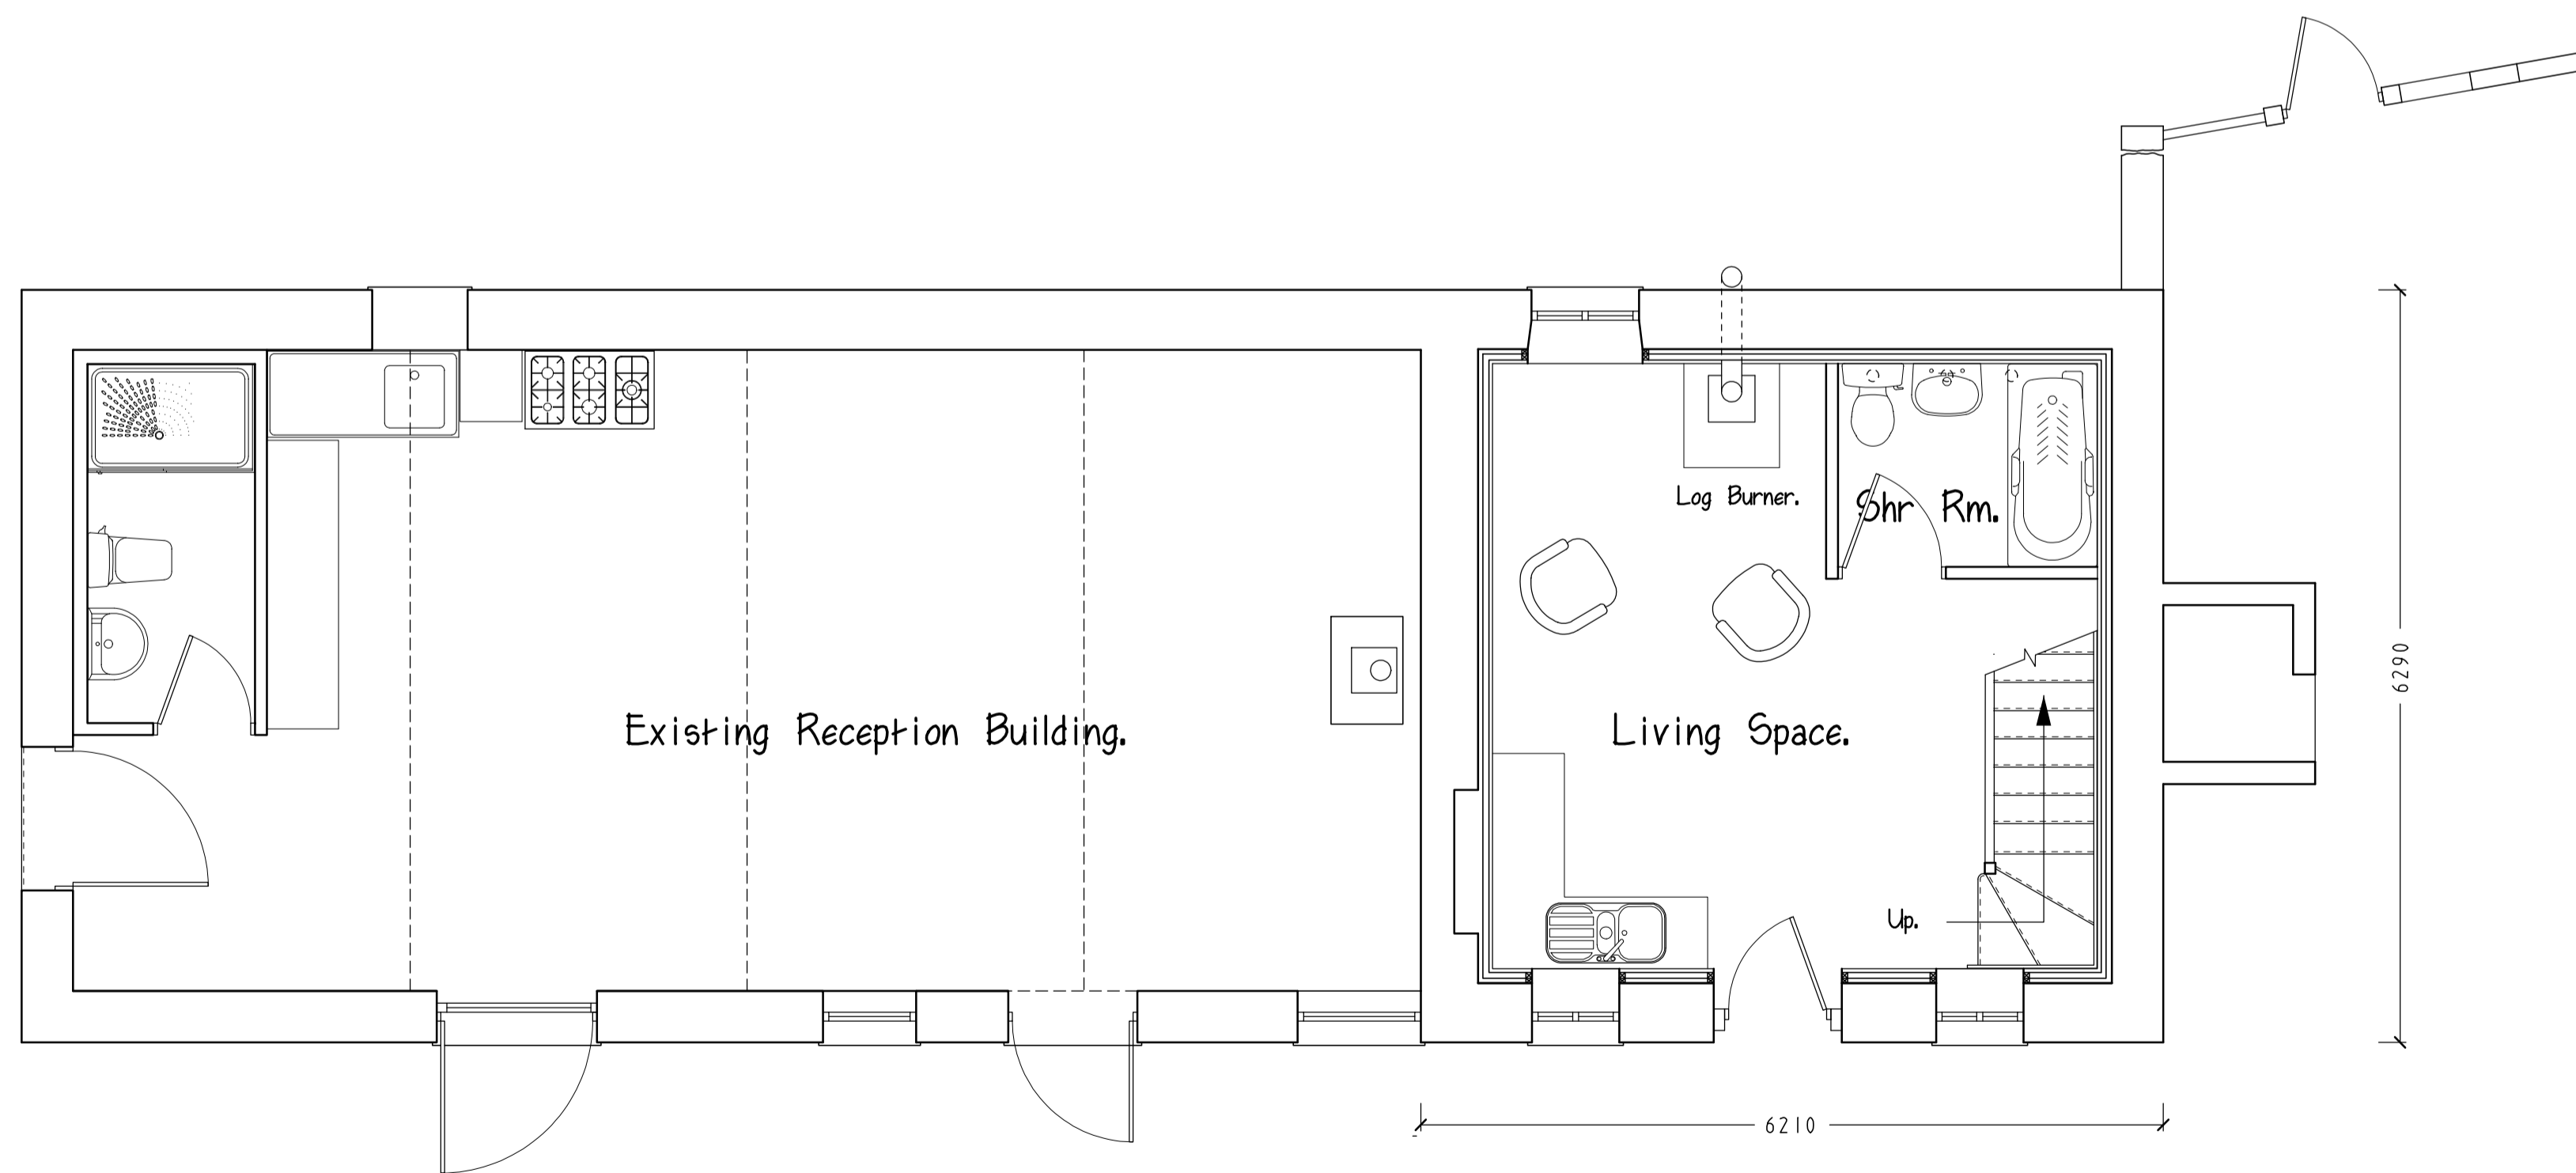 Log Burner.
Shr Rm.
6290
Existing Reception Building.
Living Space.
Up.
6210